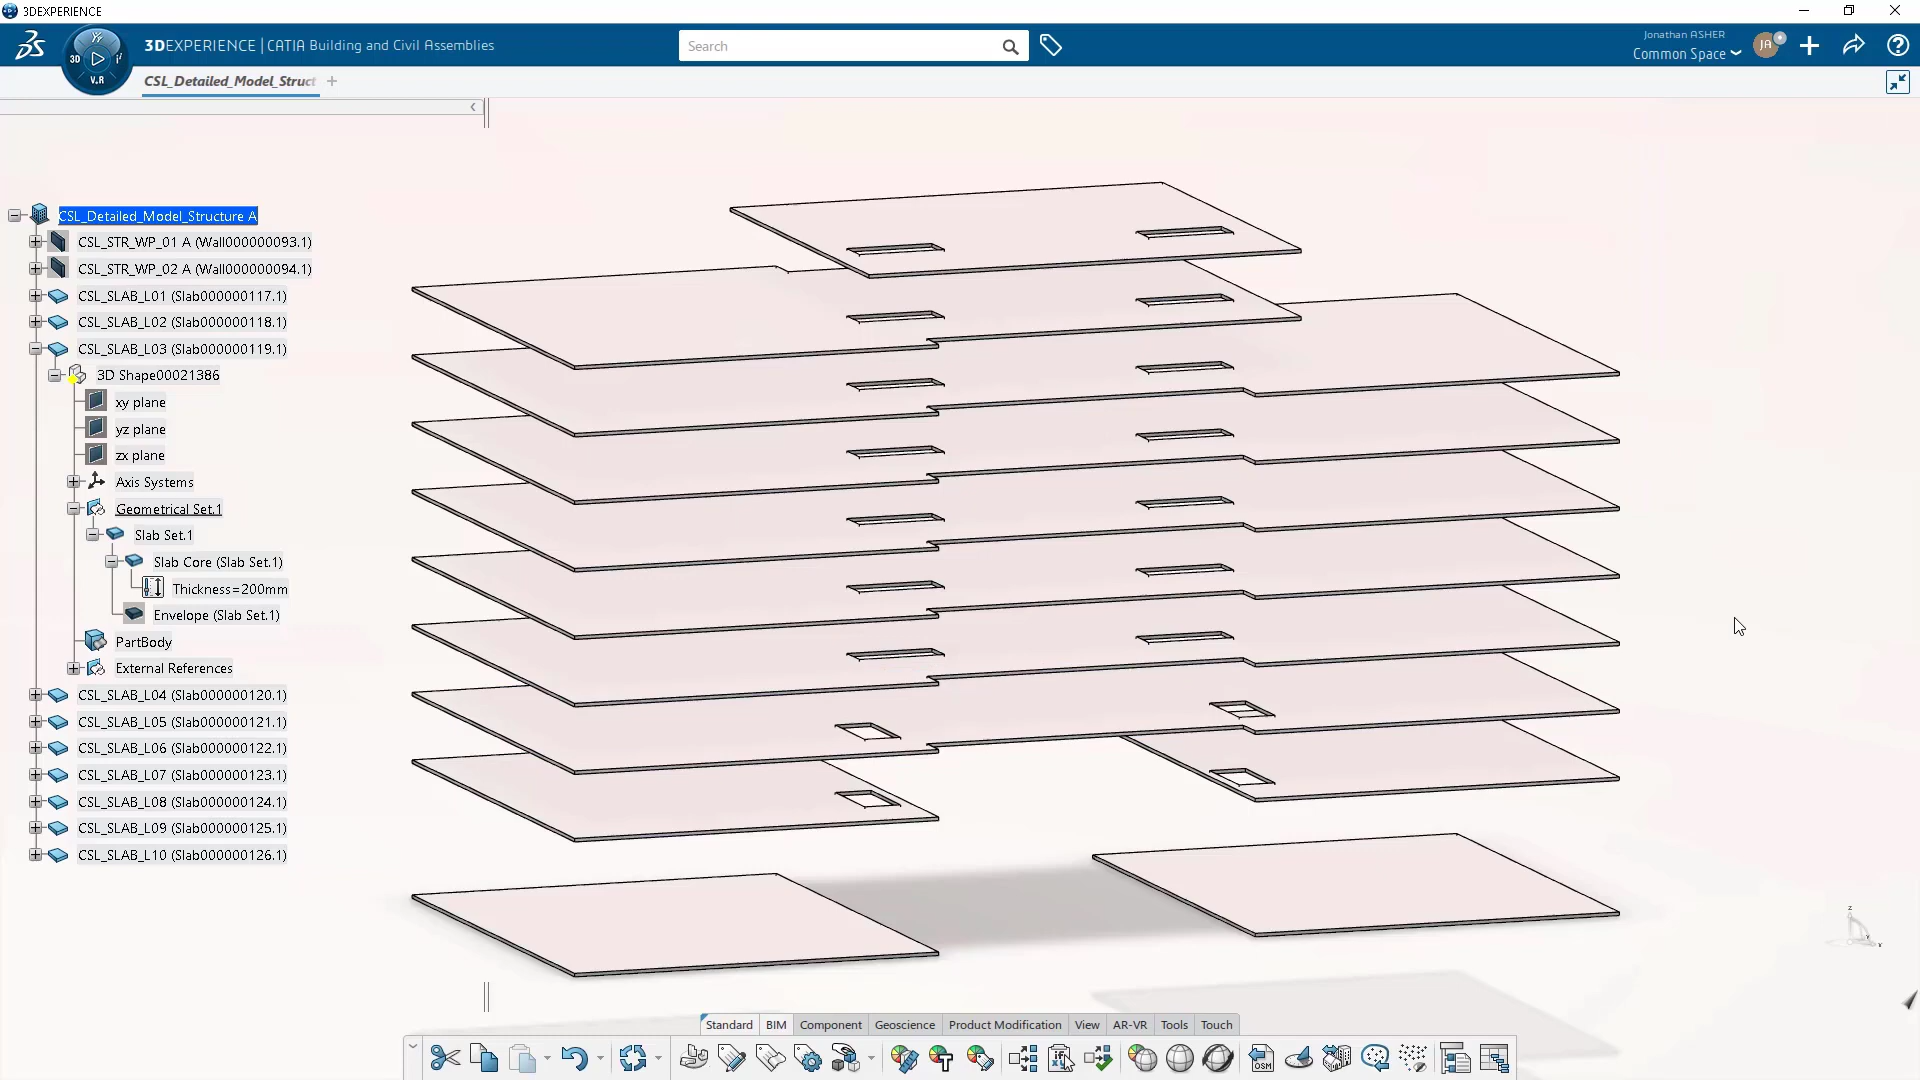 3DEXPERIENCE
3DEXPERIENCE | CATIA Building and Civil Assemblies
Search
Jonathan ASHER
Common Space
JA
3D
V.R
CSL_Detailed_Model_Struct
CSL_Detailed_Model_Structure A
CSL_STR_WP_01 A (Wall000000093.1)
CSL_STR_WP_02 A (Wall000000094.1)
CSL_SLAB_L01 (Slab000000117.1)
CSL_SLAB_L02 (Slab000000118.1)
CSL_SLAB_L03 (Slab000000119.1)
3D Shape00021386
xy plane
yz plane
zx plane
Axis Systems
Geometrical Set.1
Slab Set.1
Slab Core (Slab Set.1)
Thickness=200mm
Envelope (Slab Set.1)
PartBody
External References
CSL_SLAB_L04 (Slab000000120.1)
CSL_SLAB_L05 (Slab000000121.1)
CSL_SLAB_L06 (Slab000000122.1)
CSL_SLAB_L07 (Slab000000123.1)
CSL_SLAB_L08 (Slab000000124.1)
CSL_SLAB_L09 (Slab000000125.1)
CSL_SLAB_L10 (Slab000000126.1)
z
x
Standard BIM Component Geoscience Product Modification View AR-VR Tools Touch
OSM